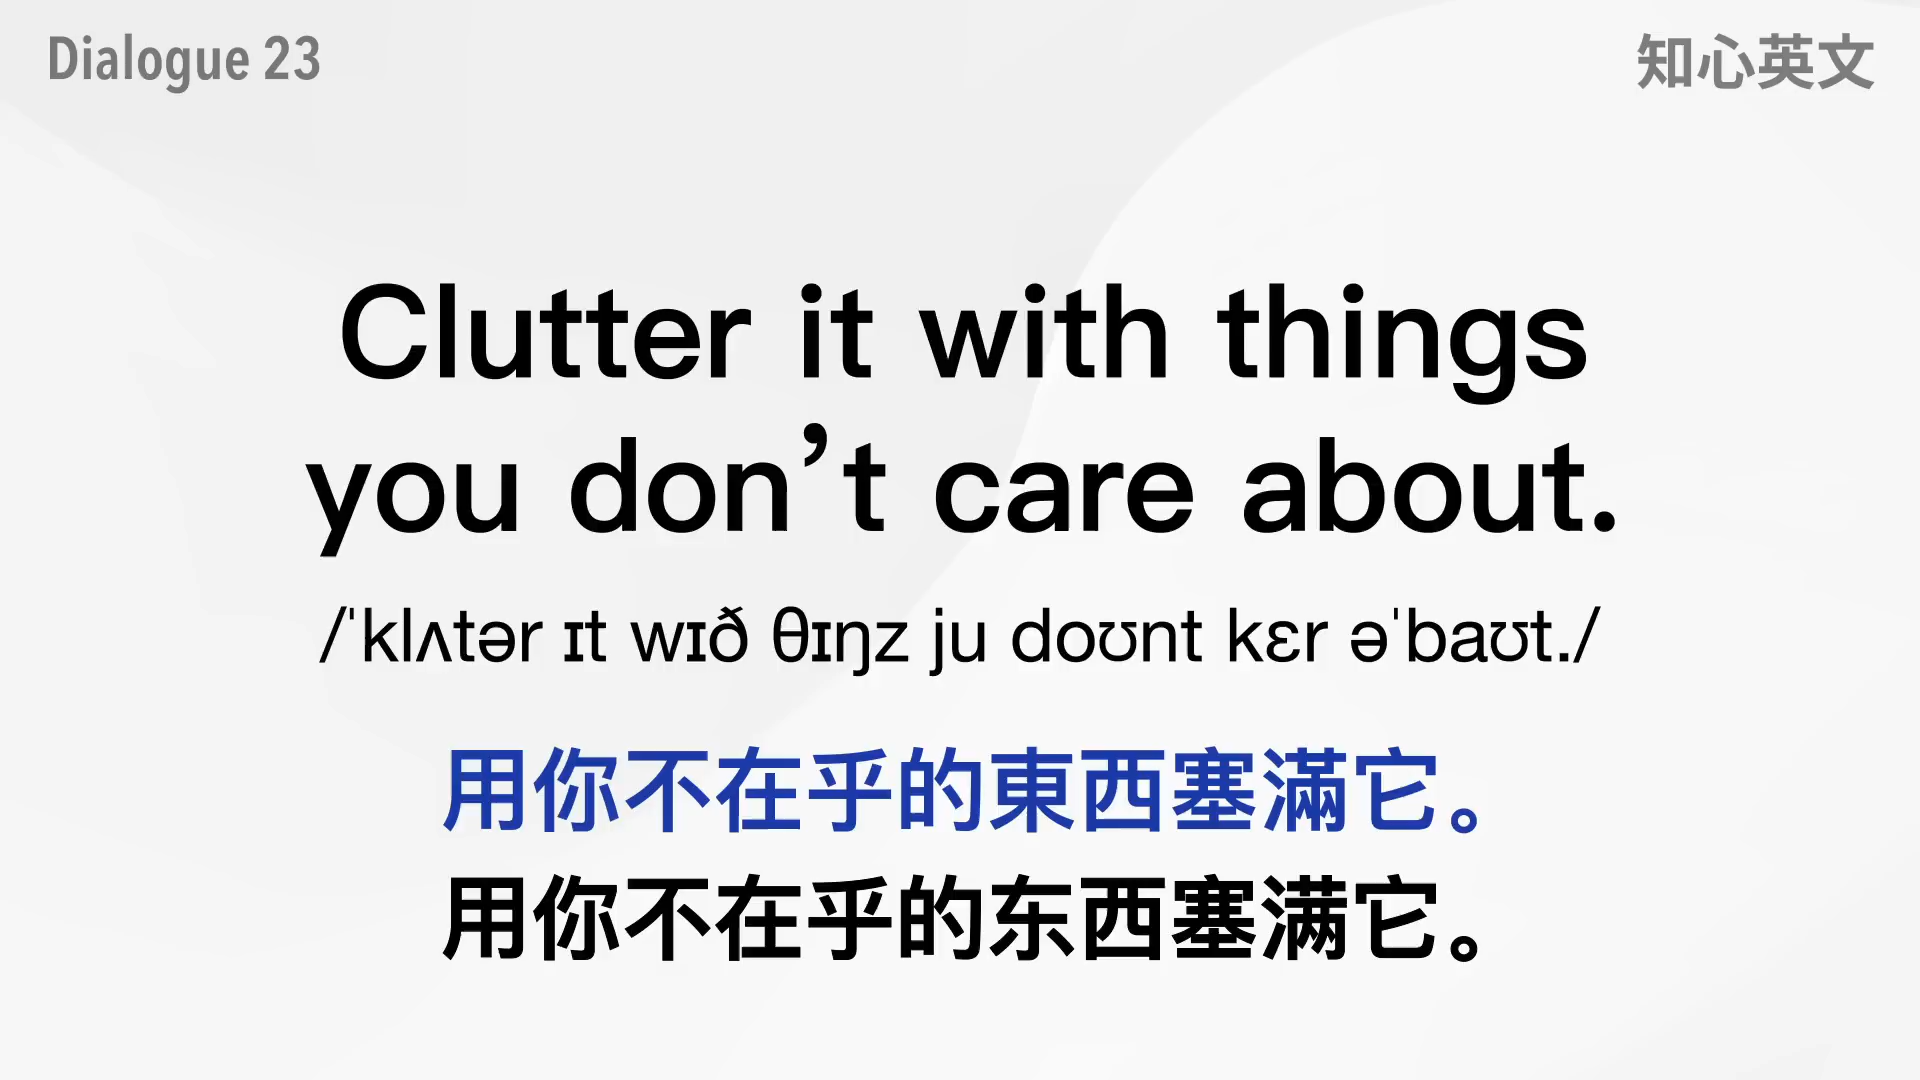 Dialogue 23
知心英文
Clutter it with things
you don’t care about.
/ˈklʌtər ɪt wɪð θɪŋz ju doʊnt kɛr əˈbaʊt./
用你不在乎的東西塞滿它。
用你不在乎的东西塞满它。